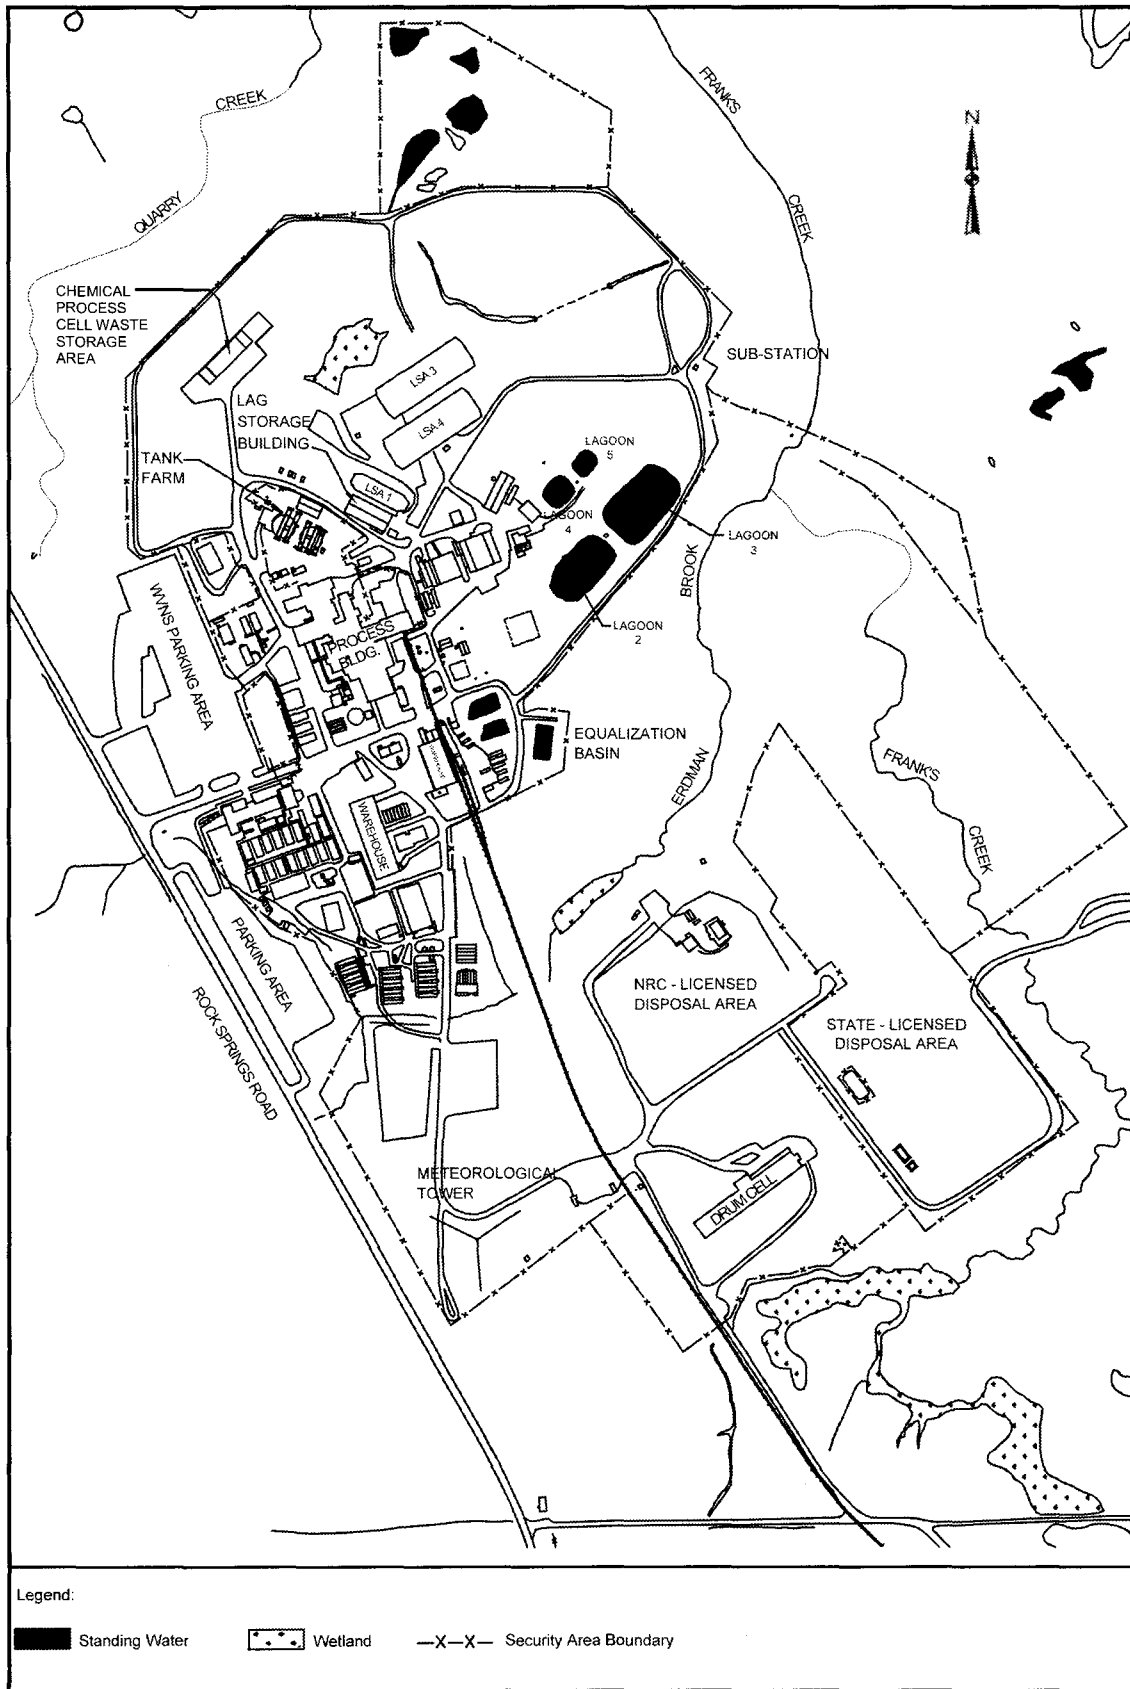 FRANK'S
CREEK
N
CREEK
QUARRY
CHEMICAL
PROCESS
CELL WASTE
STORAGE
AREA
SUB-STATION
LSA 3
LAG
STORAGE
BUILDING
LSA 4
LAGOON
5
TANK
FARM
LSA 1
LAGOON
4
LAGOON
3
BROOK
WVNS PARKING AREA
LAGOON
2
PROCESS
BLDG.
EQUALIZATION
BASIN
FRANK'S
ERDMAN
WAREHOUSE
CREEK
PARKING AREA
NRC - LICENSED
DISPOSAL AREA
ROCK SPRINGS ROAD
STATE - LICENSED
DISPOSAL AREA
METEOROLOGICAL
TOWER
DRUM CELL
Legend:
Standing Water
Wetland
—X—X— Security Area Boundary